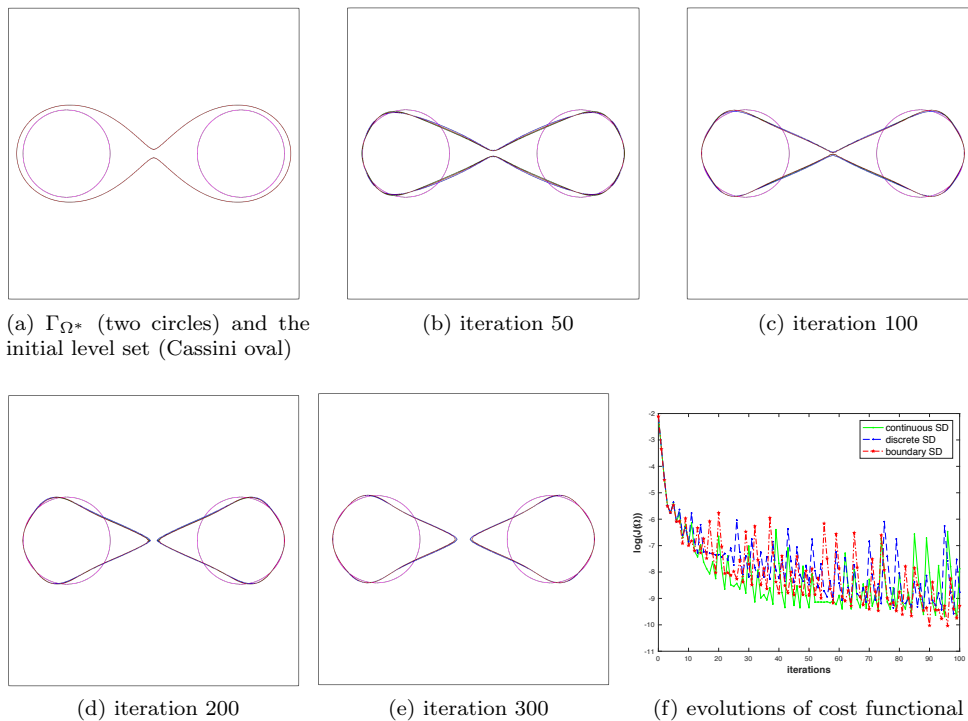 (a) Γ_Ω* (two circles) and the
initial level set (Cassini oval)
(b) iteration 50
(c) iteration 100
(d) iteration 200
(e) iteration 300
-2
-3
-4
-5
-6
-7
-8
-9
-10
-11
log(J(Ω))
continuous SD
discrete SD
boundary SD
0 10 20 30 40 50 60 70 80 90 100
iterations
(f) evolutions of cost functional